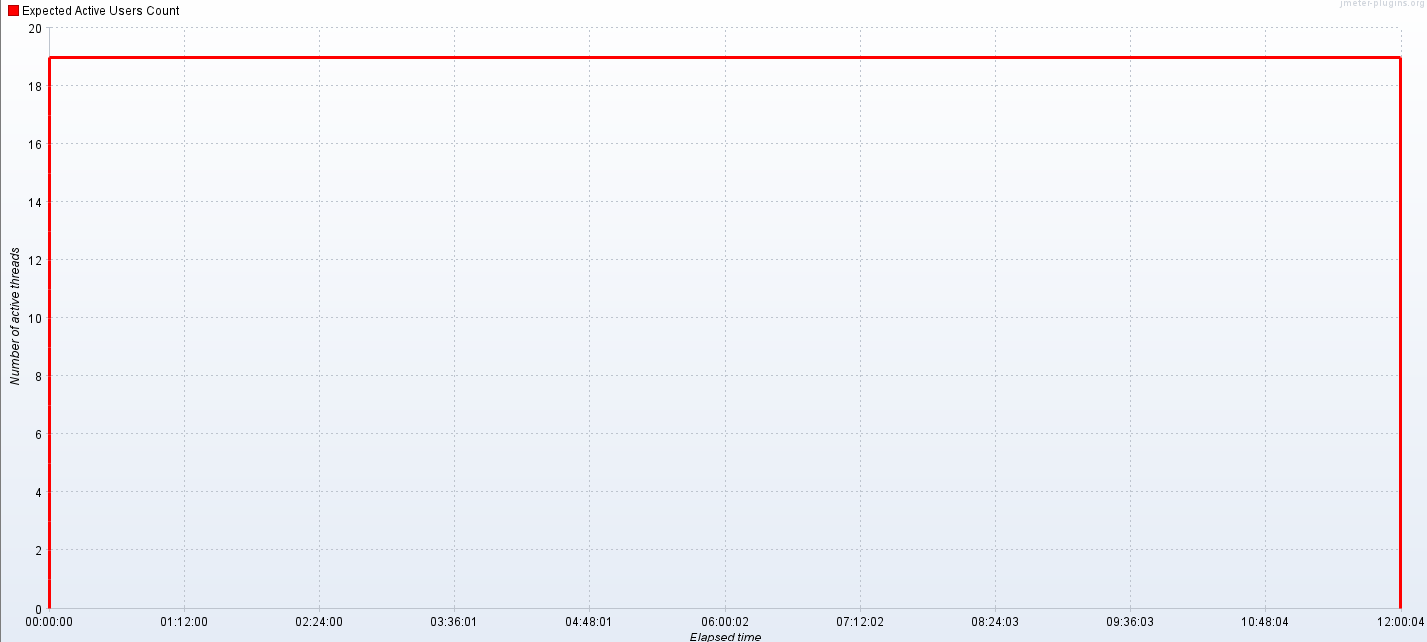 Expected Active Users Count
jmeter-plugins.org
20
18
16
14
12
10
8
6
4
2
0
Number of active threads
00:00:00 01:12:00 02:24:00 03:36:01 04:48:01 06:00:02 07:12:02 08:24:03 09:36:03 10:48:04 12:00:04
Elapsed time